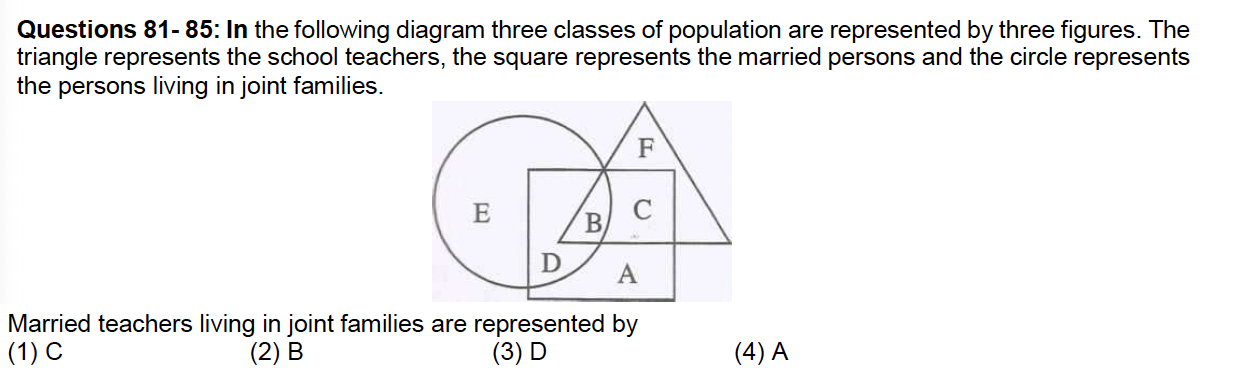 Questions 81- 85: In the following diagram three classes of population are represented by three figures. The
triangle represents the school teachers, the square represents the married persons and the circle represents
the persons living in joint families.
F
E B C
D A
Married teachers living in joint families are represented by
(1) C (2) B (3) D (4) A